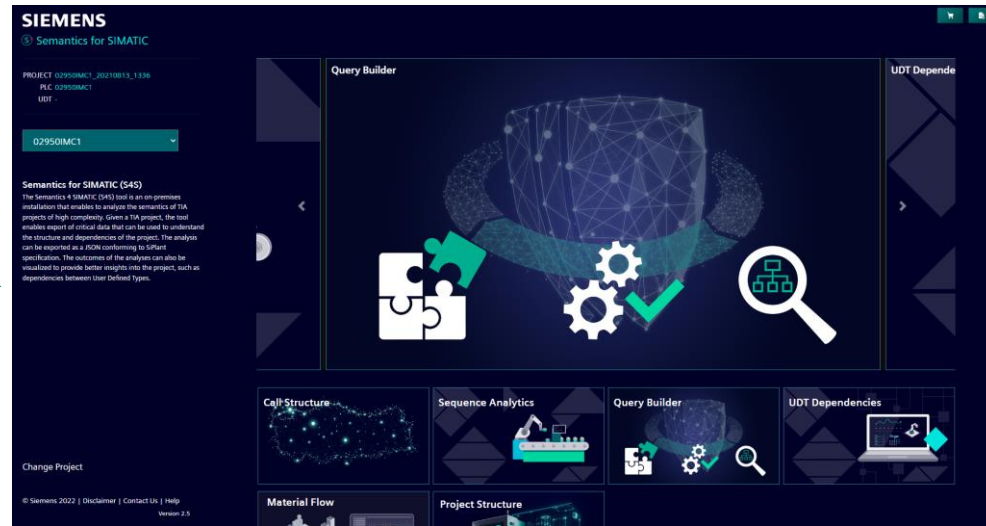 SIEMENS
Semantics for SIMATIC
PROJECT 02950IMC1_20210813_1336
PLC 02950IMC1
UDT -
02950IMC1
Semantics for SIMATIC (S4S)
The Semantics 4 SIMATIC (S4S) tool is an on-premises
installation that enables to analyze the semantics of TIA
projects of high complexity. Given a TIA project, the tool
enables export of critical data that can be used to understand
the structure and dependencies of the project. The analysis
can be exported as a JSON conforming to SiPlant
specification. The outcomes of the analyses can also be
visualized to provide better insights into the project, such as
dependencies between User Defined Types.
Change Project
© Siemens 2022 | Disclaimer | Contact Us | Help
Version 2.5
Query Builder
UDT Depende
Call Structure
Sequence Analytics
Query Builder
UDT Dependencies
Material Flow
Project Structure